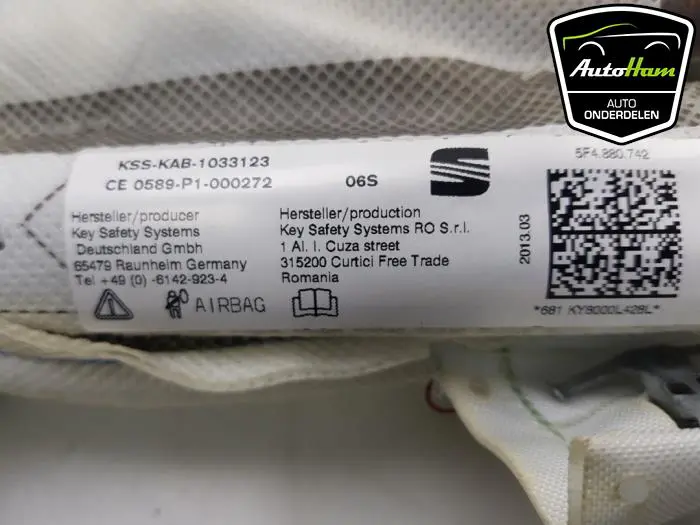 AutoHam
AUTO
ONDERDELEN
KSS-KAB-1033123
CE 0589-P1-000272
06S
5F4.880.742
Hersteller/producer
Key Safety Systems
Deutschland Gmbh
65479 Raunheim Germany
Tel +49 (0) -6142-923-4
AIRBAG
Hersteller/production
Key Safety Systems RO S.r.l.
1 Al. I. Cuza street
315200 Curtici Free Trade
Romania
2013.03
*681 KY8000L428L*